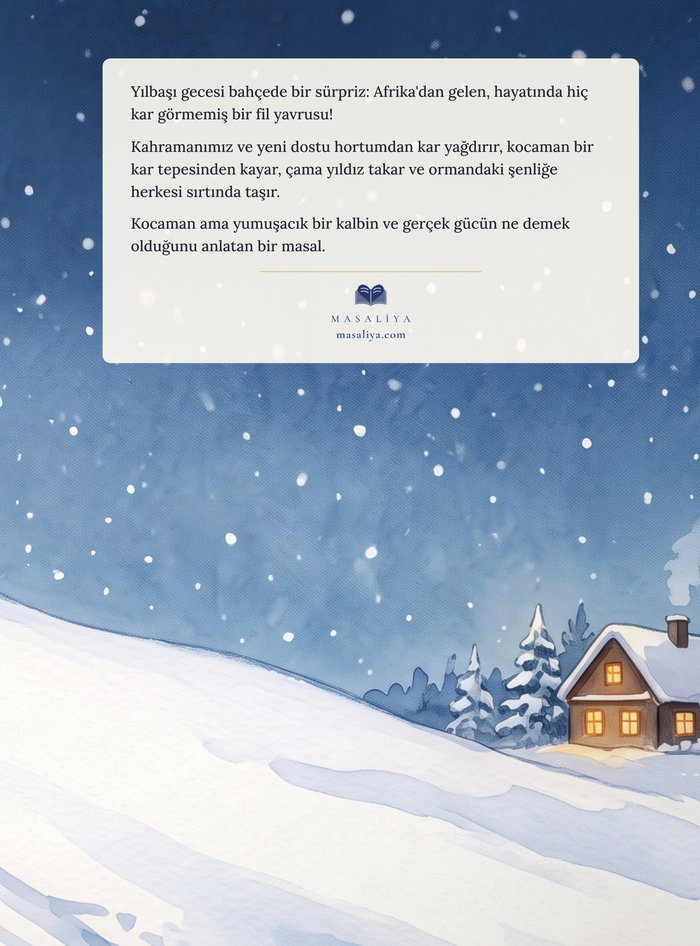 Yılbaşı gecesi bahçede bir sürpriz: Afrika'dan gelen, hayatında hiç
kar görmemiş bir fil yavrusu!
Kahramanımız ve yeni dostu hortumdan kar yağdırır, kocaman bir
kar tepesinden kayar, çama yıldız takar ve ormandaki şenliğe
herkesi sırtında taşır.
Kocaman ama yumuşacık bir kalbin ve gerçek gücün ne demek
olduğunu anlatan bir masal.
MASALİYA
masaliya.com